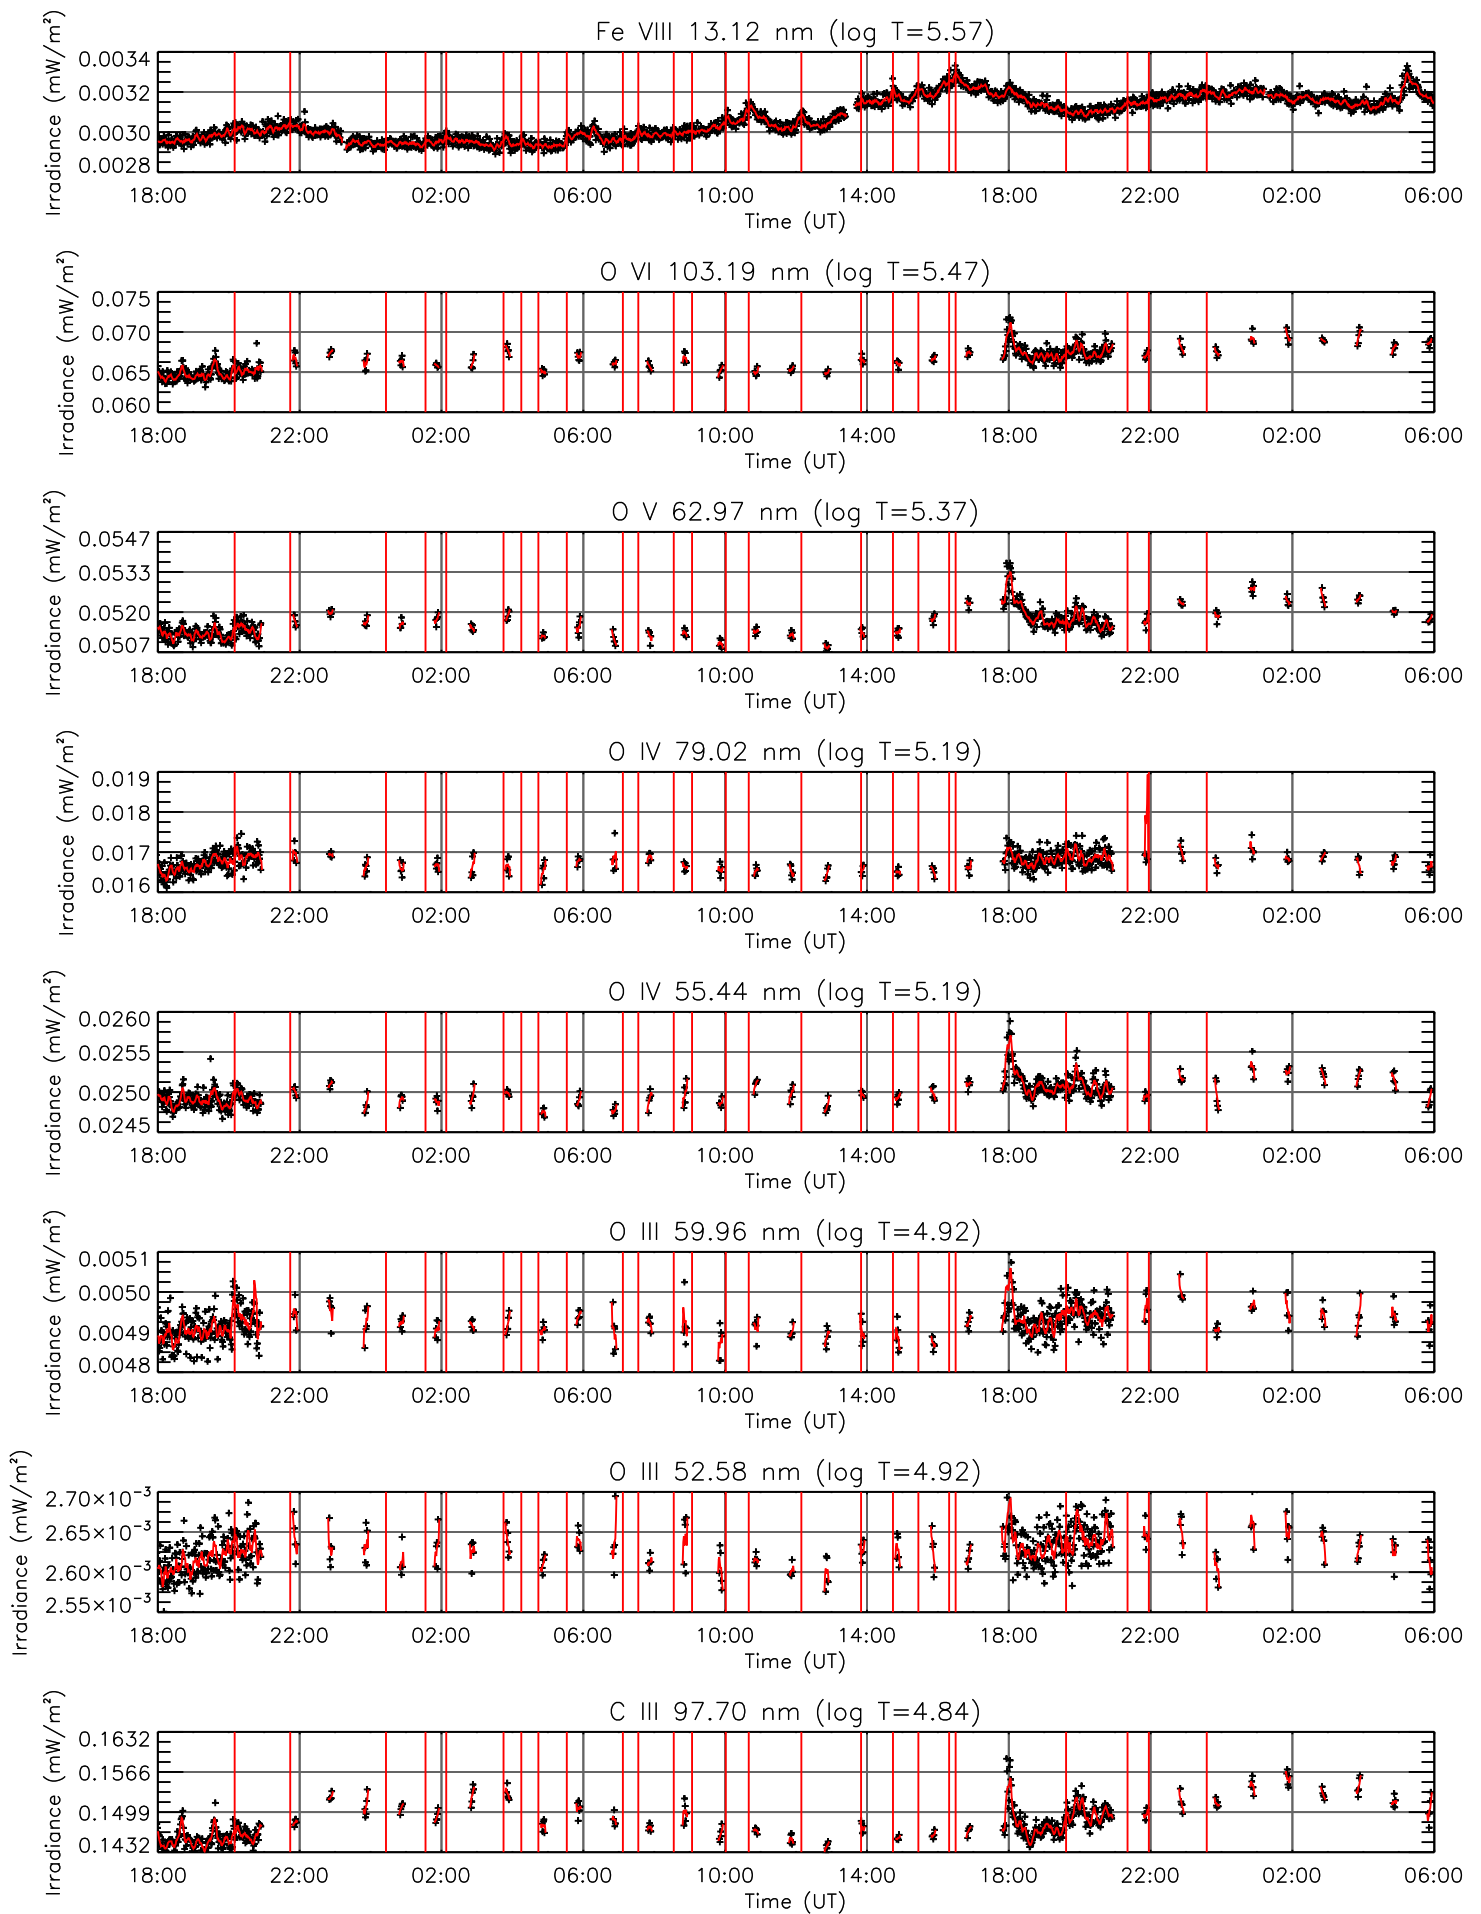 Fe VIII 13.12 nm (log T=5.57)
Irradiance (mW/m²)
0.0034
0.0032
0.0030
0.0028
18:00 22:00 02:00 06:00 10:00 14:00 18:00 22:00 02:00 06:00
Time (UT)
O VI 103.19 nm (log T=5.47)
Irradiance (mW/m²)
0.075
0.070
0.065
0.060
18:00 22:00 02:00 06:00 10:00 14:00 18:00 22:00 02:00 06:00
Time (UT)
O V 62.97 nm (log T=5.37)
Irradiance (mW/m²)
0.0547
0.0533
0.0520
0.0507
18:00 22:00 02:00 06:00 10:00 14:00 18:00 22:00 02:00 06:00
Time (UT)
O IV 79.02 nm (log T=5.19)
Irradiance (mW/m²)
0.019
0.018
0.017
0.016
18:00 22:00 02:00 06:00 10:00 14:00 18:00 22:00 02:00 06:00
Time (UT)
O IV 55.44 nm (log T=5.19)
Irradiance (mW/m²)
0.0260
0.0255
0.0250
0.0245
18:00 22:00 02:00 06:00 10:00 14:00 18:00 22:00 02:00 06:00
Time (UT)
O III 59.96 nm (log T=4.92)
Irradiance (mW/m²)
0.0051
0.0050
0.0049
0.0048
18:00 22:00 02:00 06:00 10:00 14:00 18:00 22:00 02:00 06:00
Time (UT)
O III 52.58 nm (log T=4.92)
Irradiance (mW/m²)
2.70×10⁻³
2.65×10⁻³
2.60×10⁻³
2.55×10⁻³
18:00 22:00 02:00 06:00 10:00 14:00 18:00 22:00 02:00 06:00
Time (UT)
C III 97.70 nm (log T=4.84)
Irradiance (mW/m²)
0.1632
0.1566
0.1499
0.1432
18:00 22:00 02:00 06:00 10:00 14:00 18:00 22:00 02:00 06:00
Time (UT)